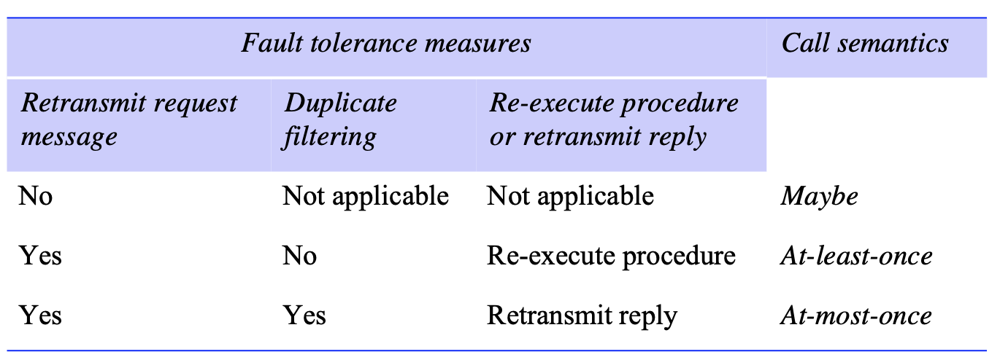 Fault tolerance measures Call semantics
Retransmit request Duplicate Re-execute procedure
message filtering or retransmit reply
No Not applicable Not applicable Maybe
Yes No Re-execute procedure At-least-once
Yes Yes Retransmit reply At-most-once